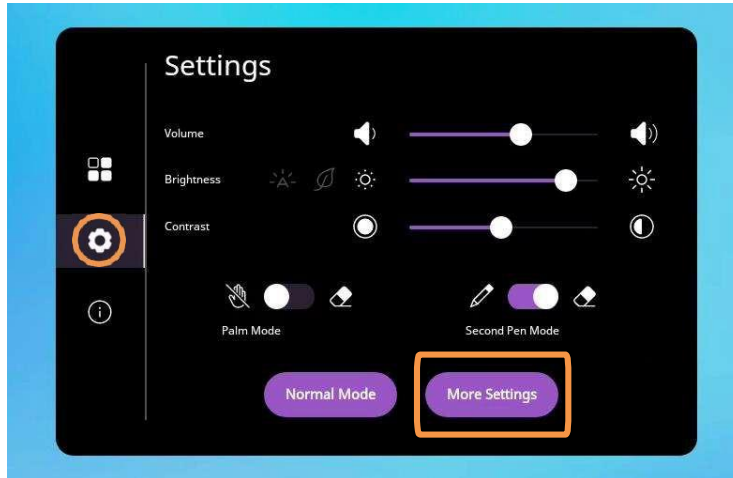 Settings
Volume
Brightness
A
Contrast
Palm Mode
Second Pen Mode
Normal Mode
More Settings